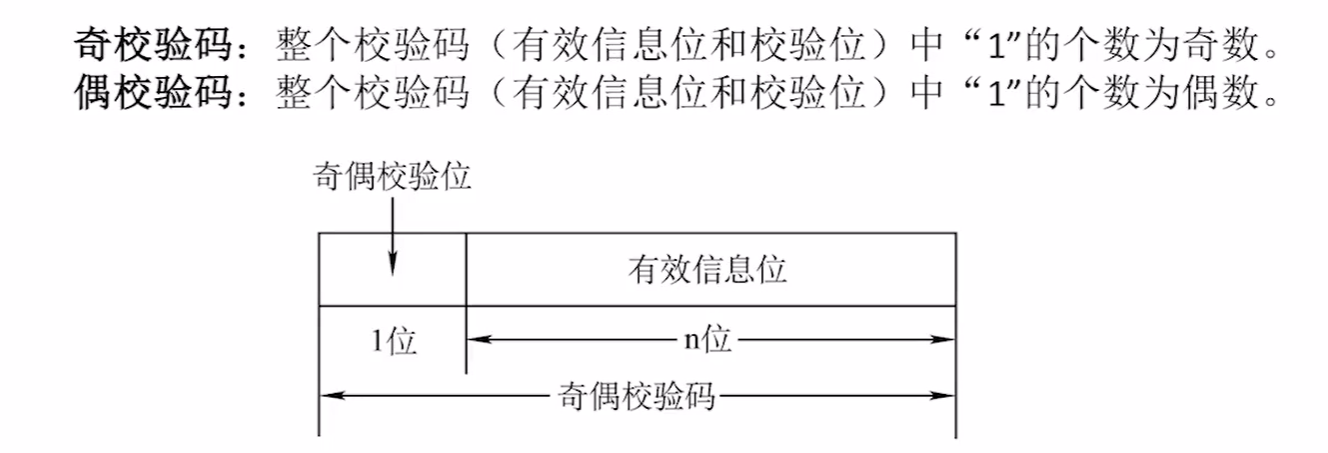 奇校验码：整个校验码（有效信息位和校验位）中“1”的个数为奇数。
偶校验码：整个校验码（有效信息位和校验位）中“1”的个数为偶数。
奇偶校验位
有效信息位
1位
n位
奇偶校验码